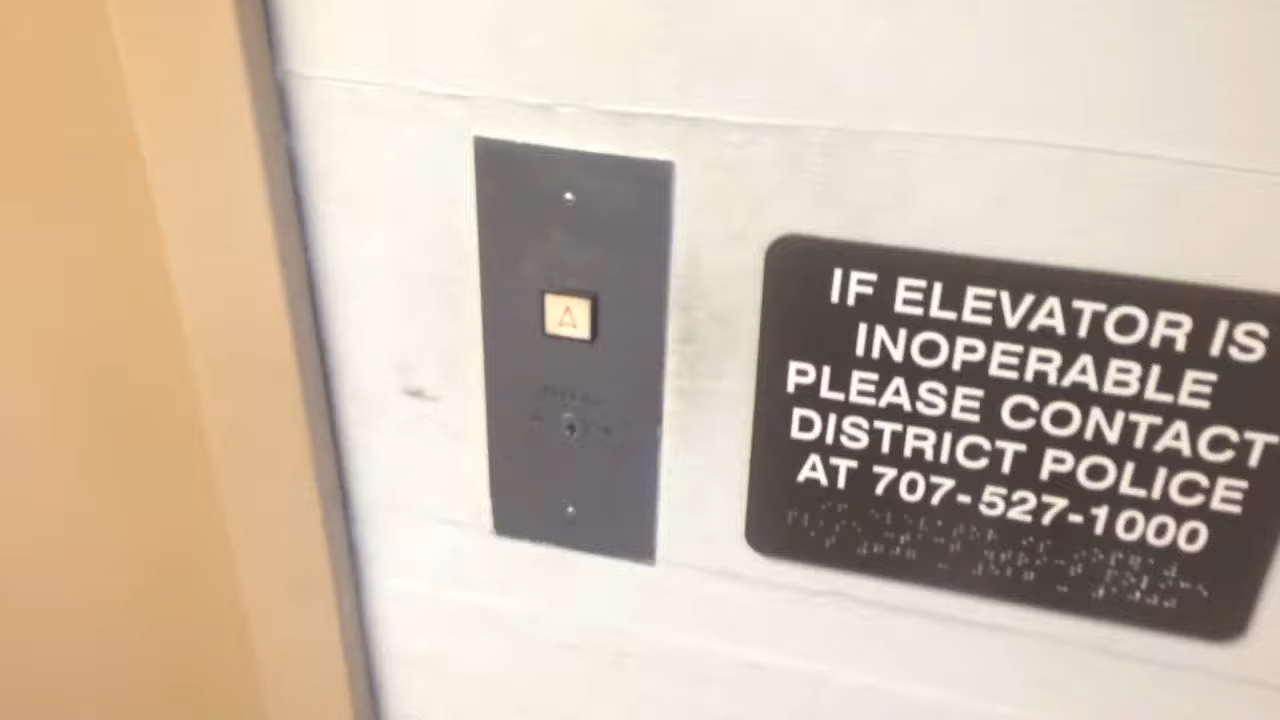 IF ELEVATOR IS
INOPERABLE
PLEASE CONTACT
DISTRICT POLICE
AT 707-527-1000